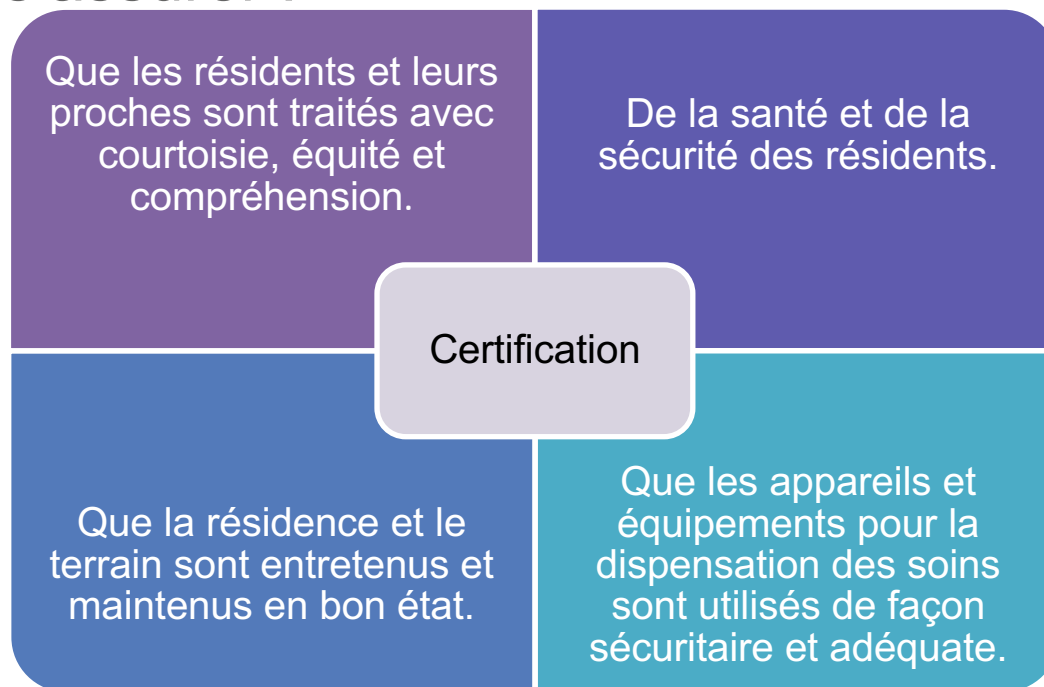 Que les résidents et leurs
proches sont traités avec
courtoisie, équité et
compréhension.
De la santé et de la
sécurité des résidents.
Certification
Que la résidence et le
terrain sont entretenus et
maintenus en bon état.
Que les appareils et
équipements pour la
dispensation des soins
sont utilisés de façon
sécuritaire et adéquate.